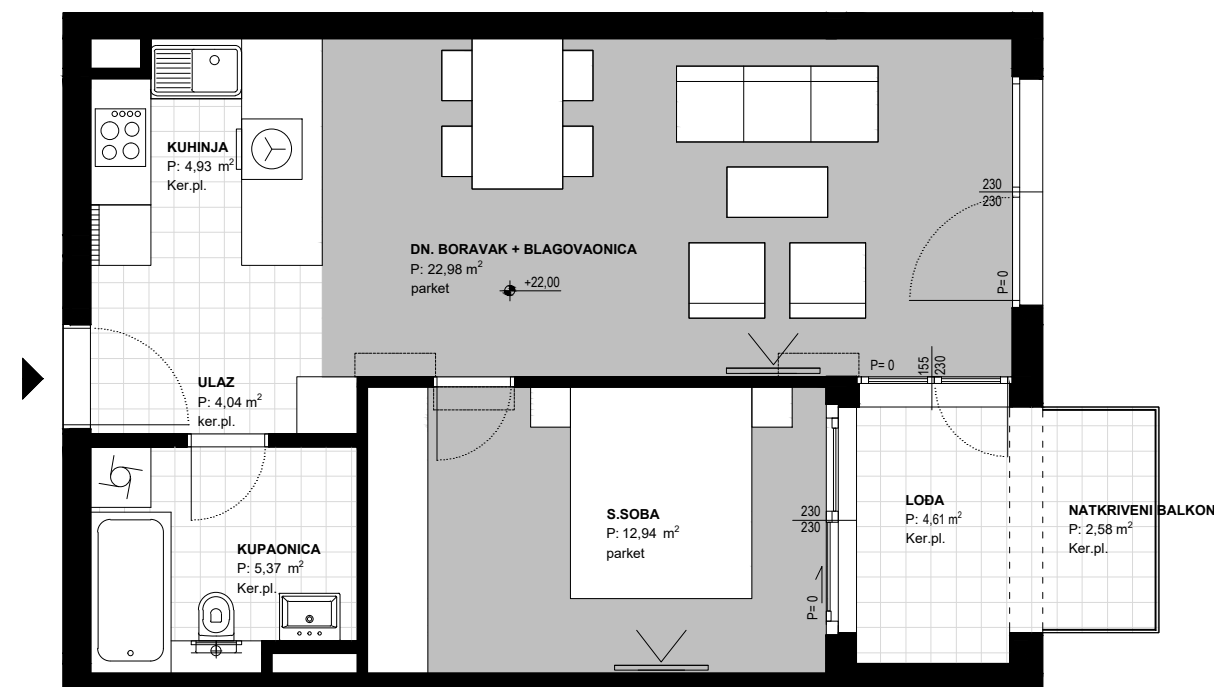 KUHINJA
P: 4,93 m²
Ker.pl.
DN. BORAVAK + BLAGOVAONICA
P: 22,98 m²
parket
+22,00
230
230
P= 0
P= 0
155
230
ULAZ
P: 4,04 m²
ker.pl.
KUPAONICA
P: 5,37 m²
Ker.pl.
S.SOBA
P: 12,94 m²
parket
230
230
P= 0
LOĐA
P: 4,61 m²
Ker.pl.
NATKRIVENI BALKON
P: 2,58 m²
Ker.pl.